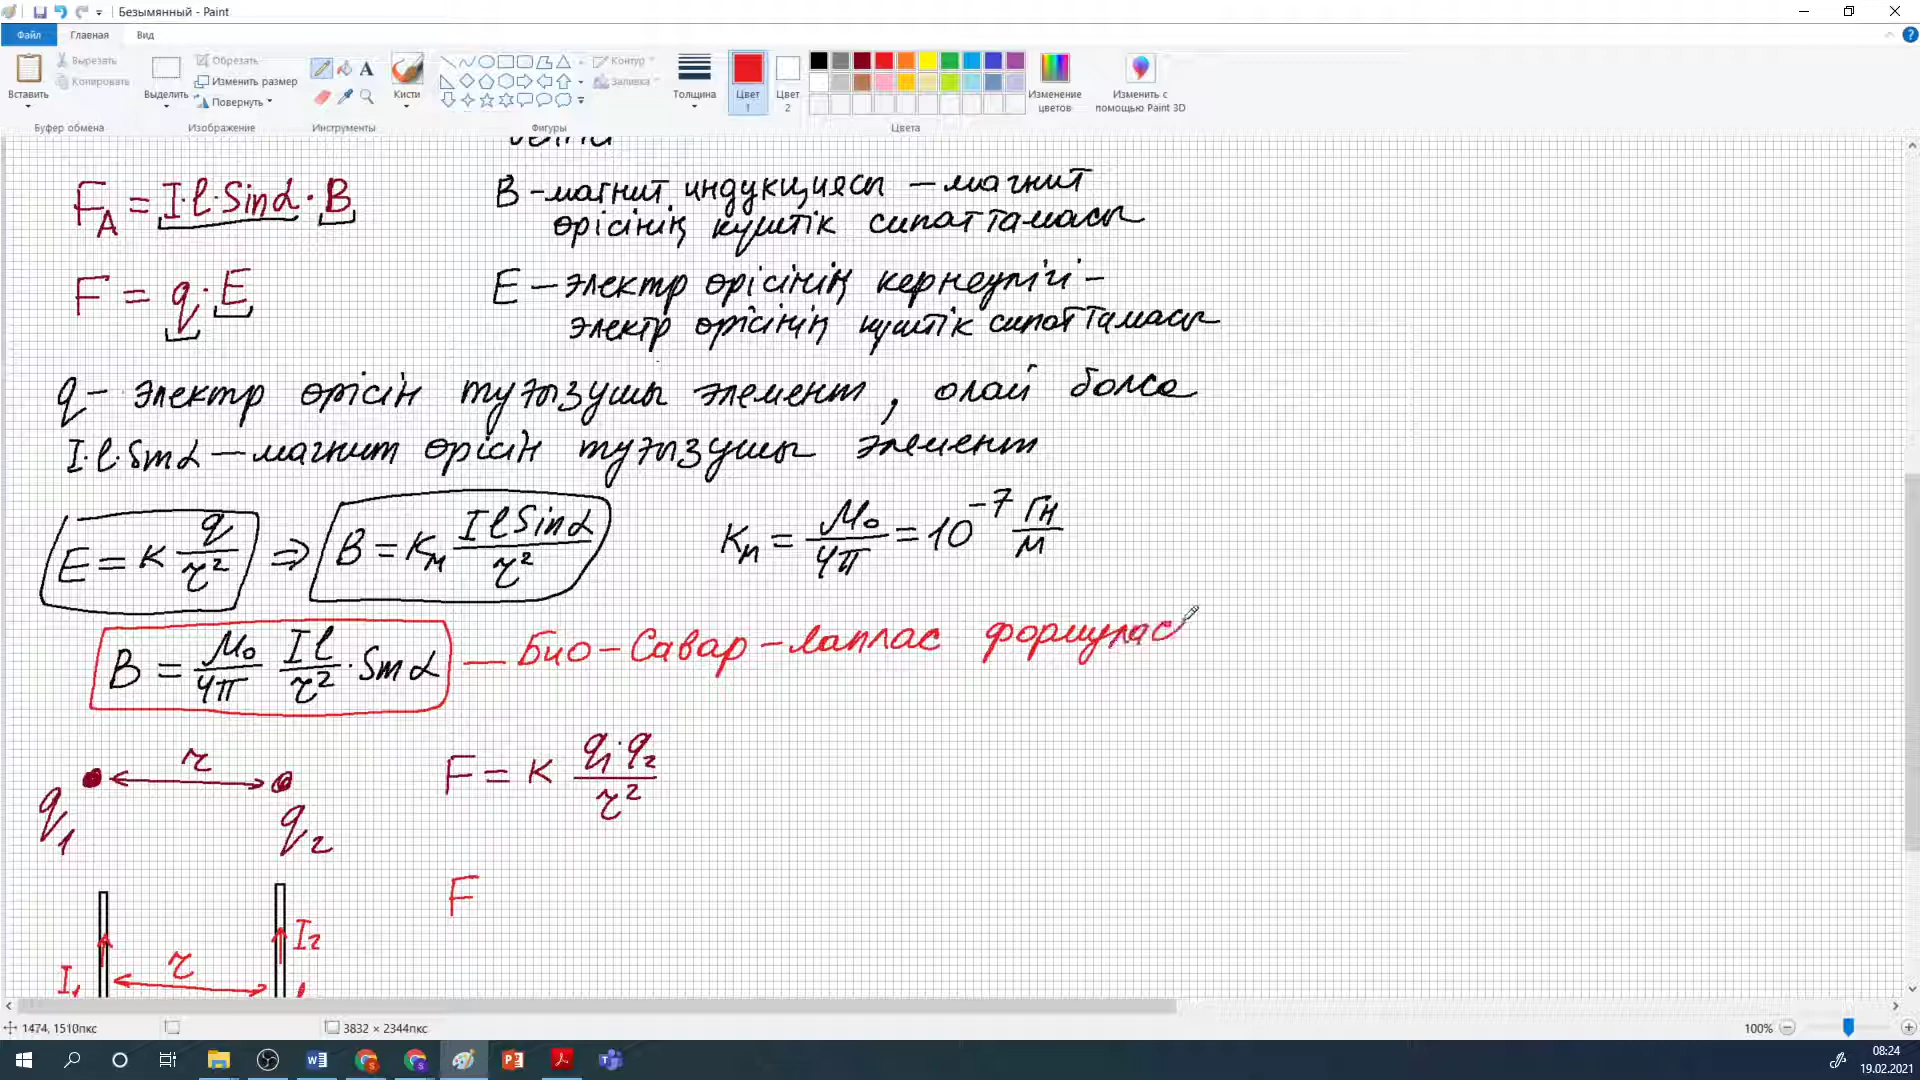 Безымянный - Paint
Файл Главная Вид
Вставить
Вырезать
Копировать
Буфер обмена
Выделить
Обрезать
Изменить размер
Повернуть
Изображение
Инструменты
Кисти
Контур
Заливка
Фигуры
Толщина
Цвет 1
Цвет 2
Изменение цветов
Изменить с помощью Paint 3D
Цвета
F_A = I·l·Sinα·B
B – магнит индукциясы – магнит
өрісінің күштік сипаттамасы
F = q·E
E – электр өрісінің кернеулігі –
электр өрісінің күштік сипаттамасы
q – электр өрісін туғызушы элемент, олай болса
I·l·Sinα – магнит өрісін туғызушы элемент
E = k q/r² ⇒ B = k_м I l Sinα/r² k_м = μ₀/4π = 10⁻⁷ Гн/м
B = μ₀/4π Il/r² · Sinα — Био-Савар-Лаплас формулас
r
q₁ q₂
F = k q₁·q₂/r²
F
I₁ r I₂
1474, 1510пкс
3832 × 2344пкс
100%
08:24
19.02.2021